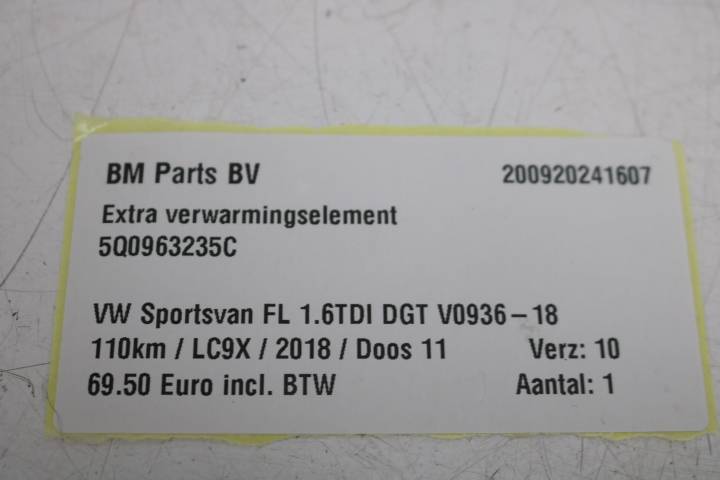 BM Parts BV 200920241607
Extra verwarmingselement
5Q0963235C
VW Sportsvan FL 1.6TDI DGT V0936-18
110km / LC9X / 2018 / Doos 11 Verz: 10
69.50 Euro incl. BTW Aantal: 1